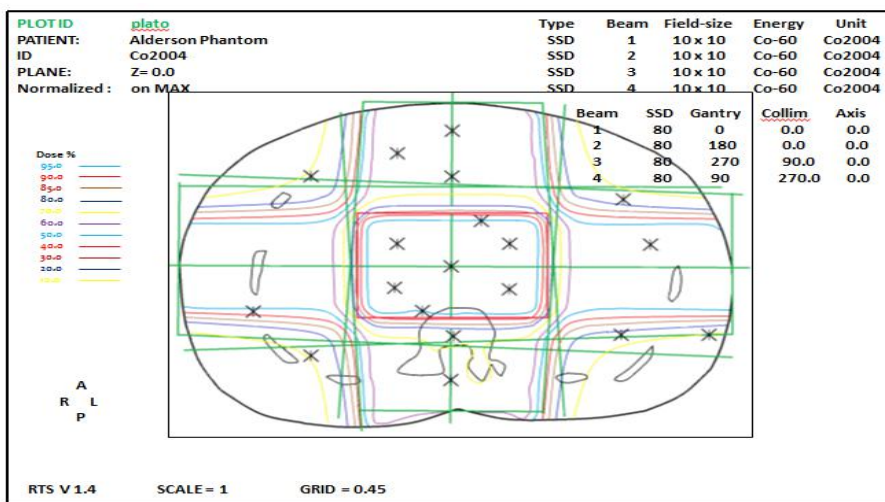 PLOT ID plato Type Beam Field-size Energy Unit
PATIENT: Alderson Phantom SSD 1 10 x 10 Co-60 Co2004
ID Co2004 SSD 2 10 x 10 Co-60 Co2004
PLANE: Z= 0.0 SSD 3 10 x 10 Co-60 Co2004
Normalized : on MAX SSD 4 10 x 10 Co-60 Co2004
Beam SSD Gantry Collim Axis
1 80 0 0.0 0.0
2 80 180 0.0 0.0
3 80 270 90.0 0.0
4 80 90 270.0 0.0
Dose %
95.0
90.0
85.0
80.0
70.0
60.0
50.0
40.0
30.0
20.0
A
R L
P
RTS V 1.4 SCALE = 1 GRID = 0.45